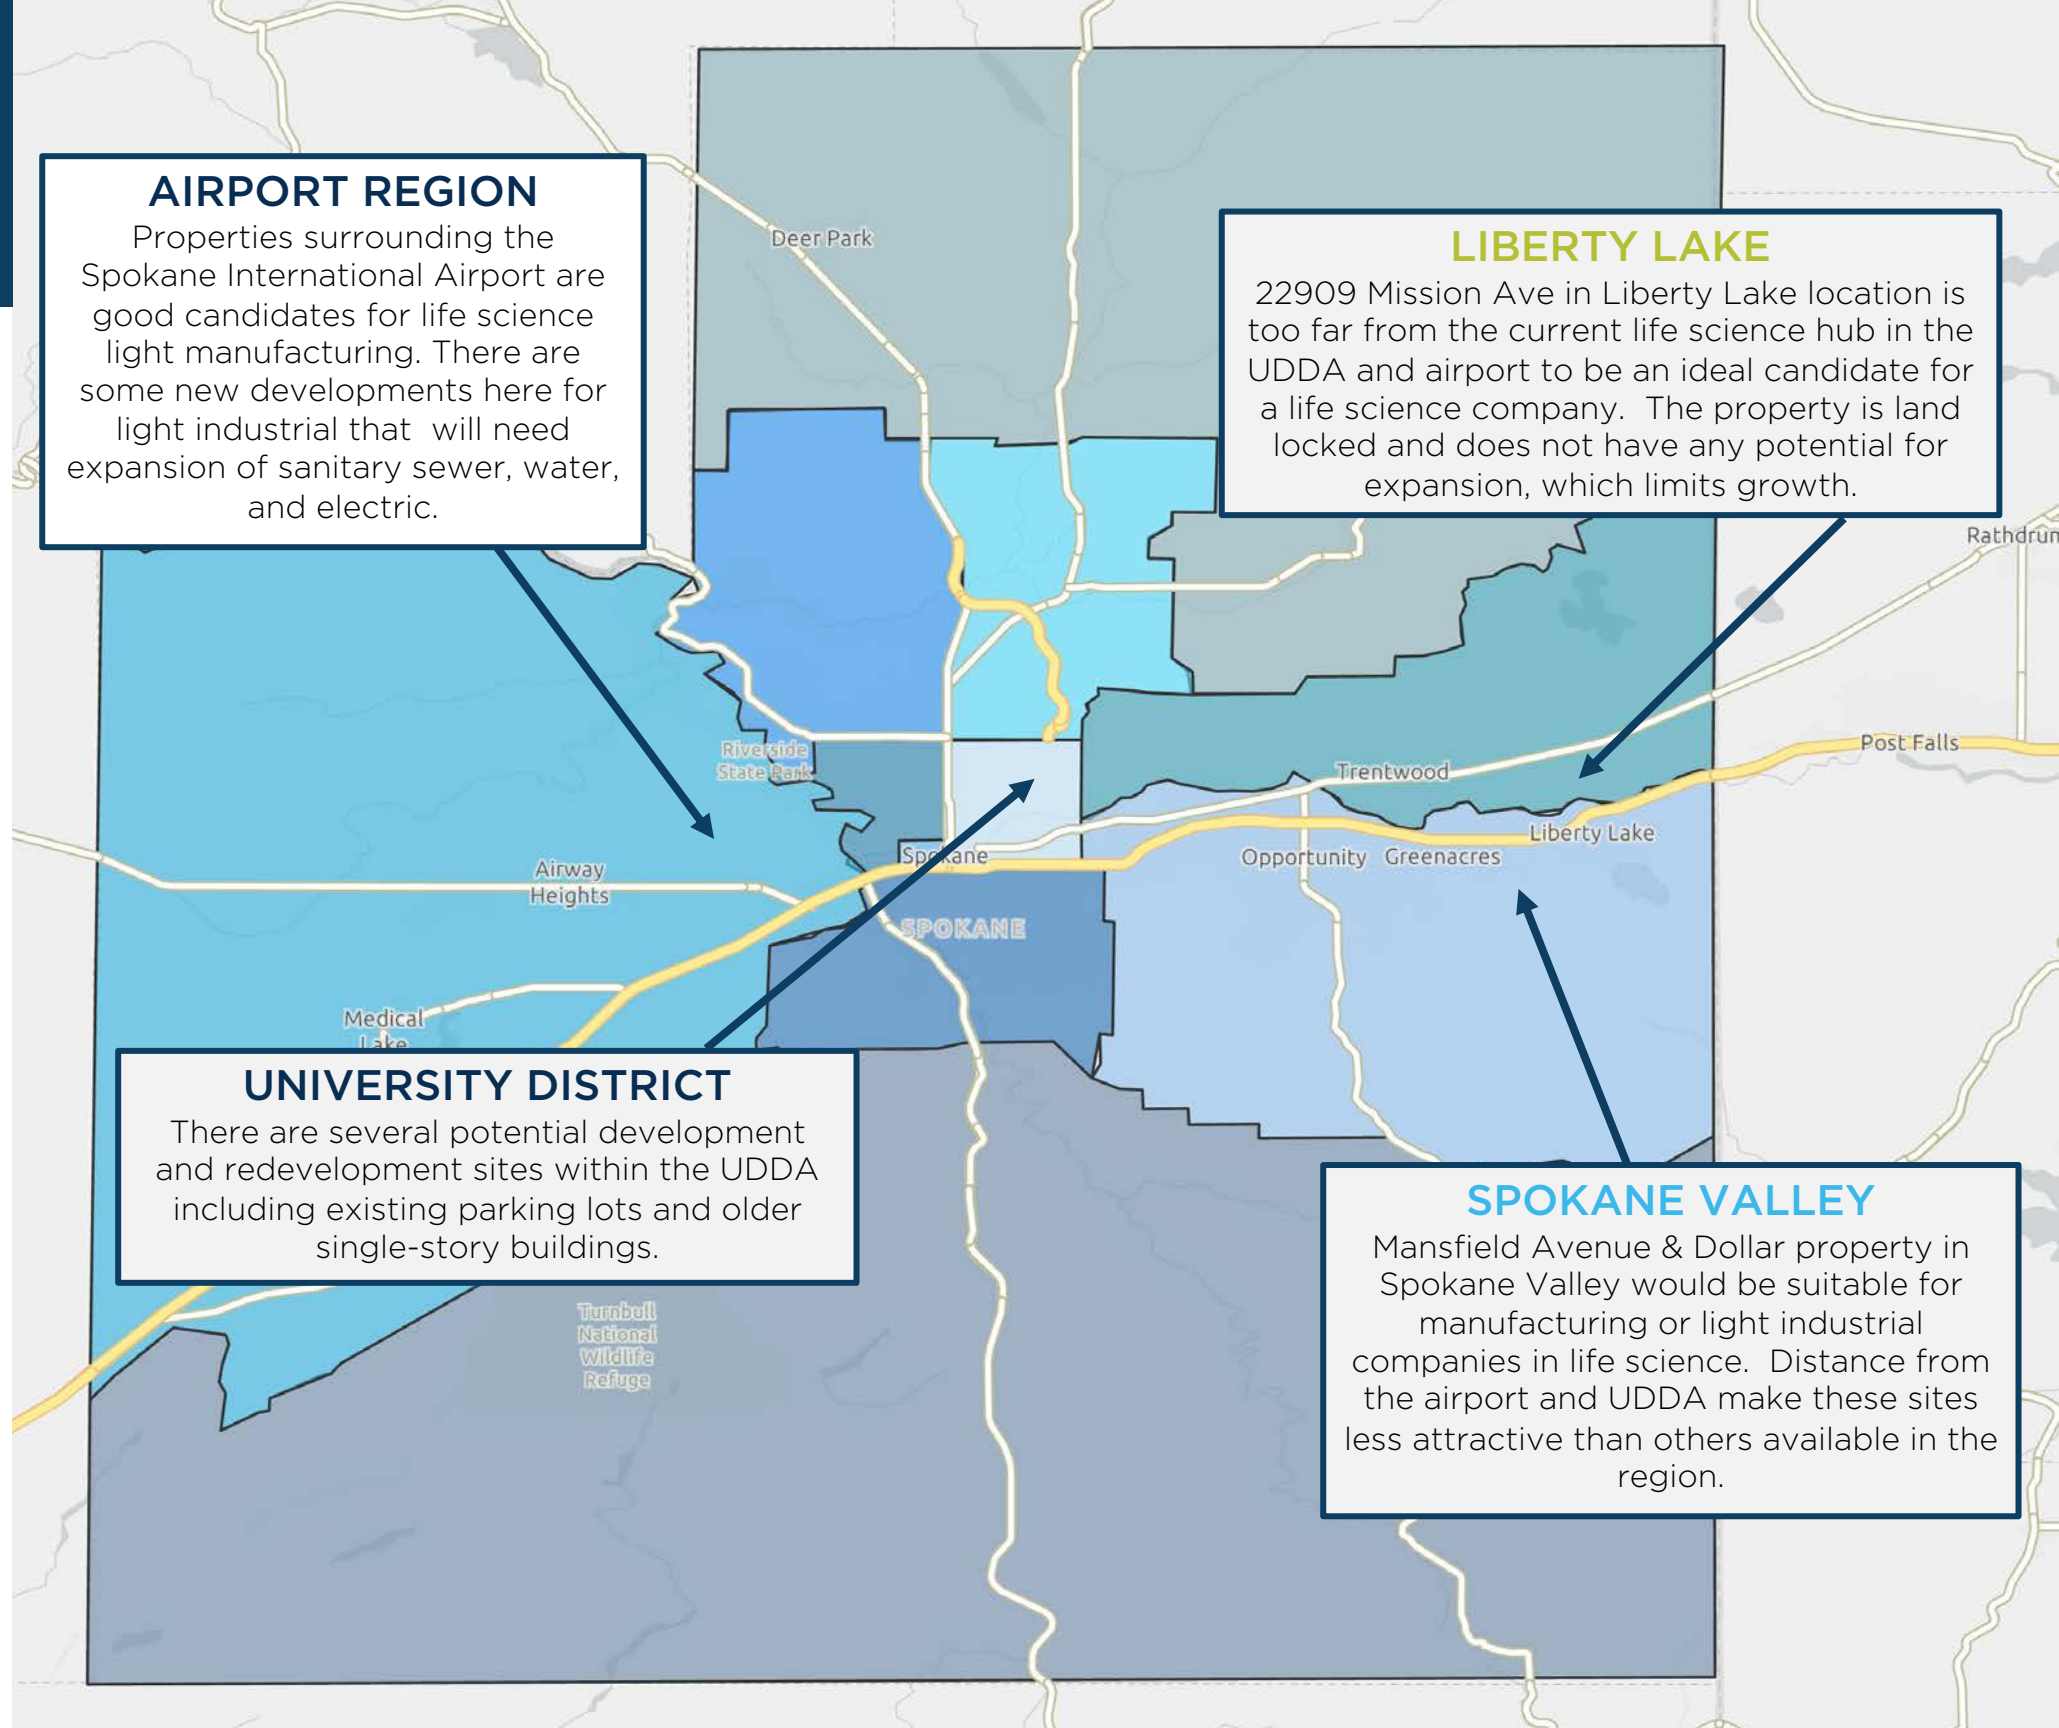 AIRPORT REGION
Properties surrounding the
Spokane International Airport are
good candidates for life science
light manufacturing. There are
some new developments here for
light industrial that will need
expansion of sanitary sewer, water,
and electric.
Deer Park
LIBERTY LAKE
22909 Mission Ave in Liberty Lake location is
too far from the current life science hub in the
UDDA and airport to be an ideal candidate for
a life science company. The property is land
locked and does not have any potential for
expansion, which limits growth.
Rathdrum
Riverside
State Park
Trentwood
Post Falls
Spokane
Airway
Heights
Opportunity
Greenacres
Liberty Lake
SPOKANE
Medical
Lake
UNIVERSITY DISTRICT
There are several potential development
and redevelopment sites within the UDDA
including existing parking lots and older
single-story buildings.
SPOKANE VALLEY
Mansfield Avenue & Dollar property in
Spokane Valley would be suitable for
manufacturing or light industrial
companies in life science. Distance from
the airport and UDDA make these sites
less attractive than others available in the
region.
Turnbull
National
Wildlife
Refuge